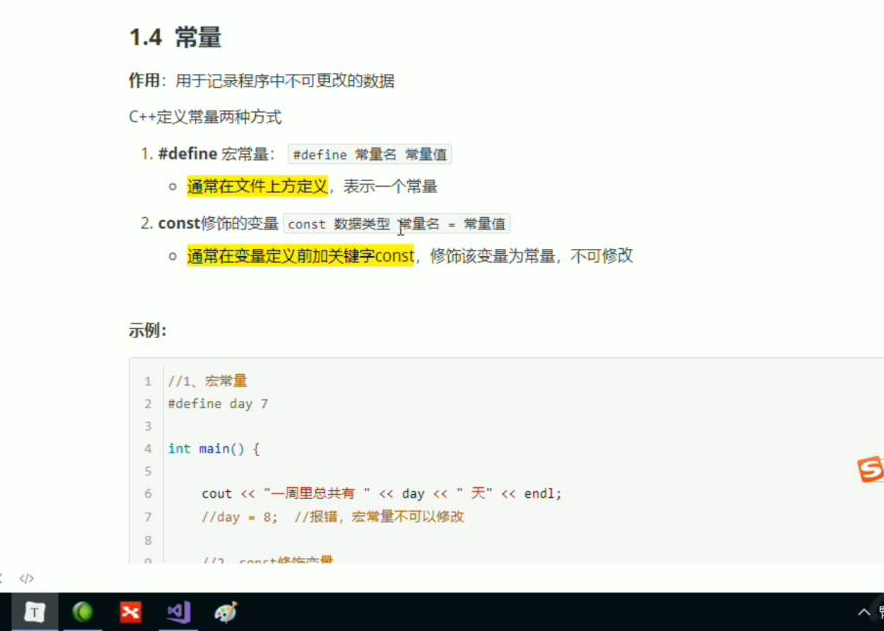 1.4 常量
作用：用于记录程序中不可更改的数据
C++定义常量两种方式
1. #define 宏常量： #define 常量名 常量值
通常在文件上方定义，表示一个常量
2. const修饰的变量 const 数据类型 常量名 = 常量值
通常在变量定义前加关键字const，修饰该变量为常量，不可修改
示例：
1 //1、宏常量
2 #define day 7
3
4 int main() {
5
6 cout << "一周里总共有 " << day << " 天" << endl;
7 //day = 8; //报错，宏常量不可以修改
8
9 //2、const修饰变量
</>
T
S